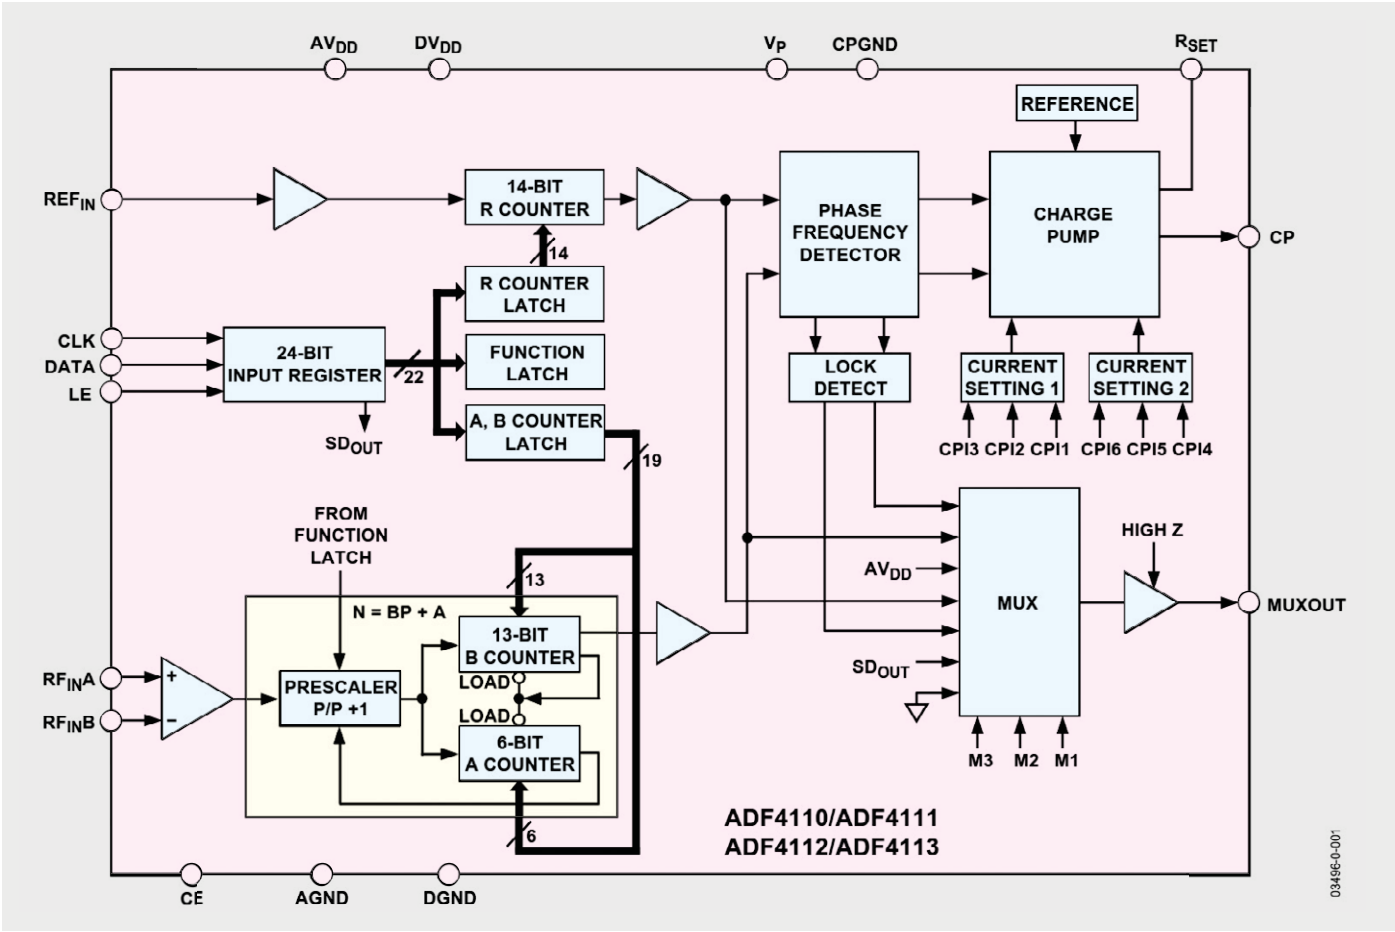 AVDD
DVDD
VP
CPGND
RSET
REFERENCE
REFIN
14-BIT
R COUNTER
PHASE
FREQUENCY
DETECTOR
CHARGE
PUMP
CP
14
R COUNTER
LATCH
CLK
DATA
LE
24-BIT
INPUT REGISTER
22
FUNCTION
LATCH
LOCK
DETECT
CURRENT
SETTING 1
CURRENT
SETTING 2
SDOUT
A, B COUNTER
LATCH
19
CPI3 CPI2 CPI1
CPI6 CPI5 CPI4
FROM
FUNCTION
LATCH
HIGH Z
13
AVDD
MUX
MUXOUT
N = BP + A
13-BIT
B COUNTER
RFINA
RFINB
+
–
PRESCALER
P/P +1
LOAD
LOAD
6-BIT
A COUNTER
SDOUT
M3 M2 M1
6
ADF4110/ADF4111
ADF4112/ADF4113
CE
AGND
DGND
03496-0-001